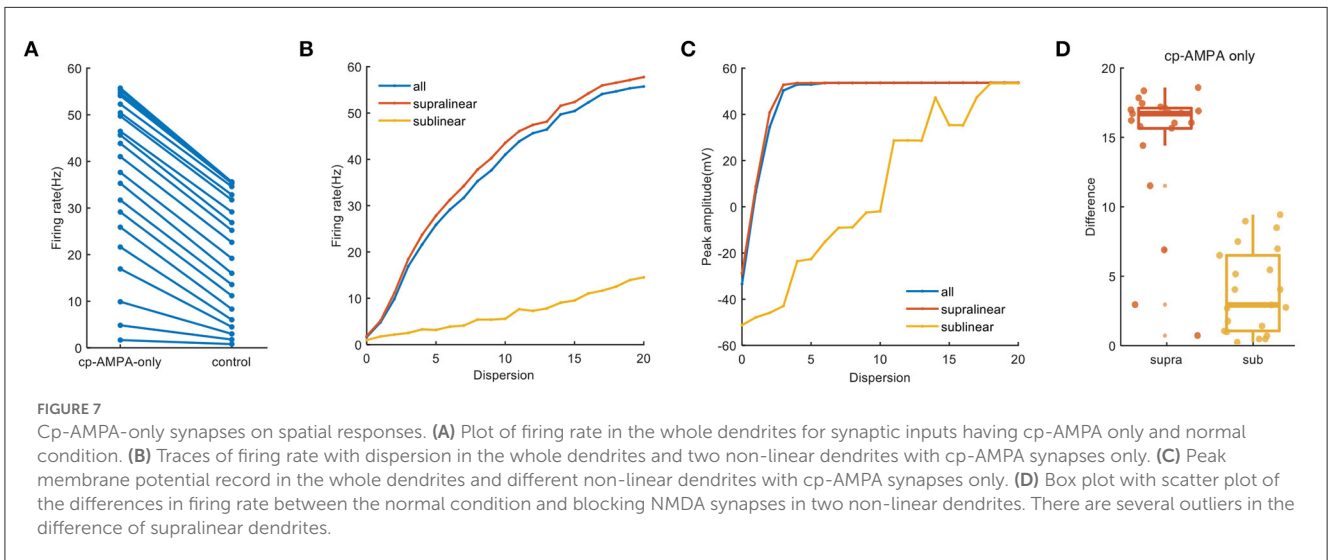 A
B
C
D
cp-AMPA only
60
50
40
30
20
10
0
Firing rate(Hz)
cp-AMPA-only control
60
50
40
30
20
10
0
Firing rate(Hz)
all
supralinear
sublinear
0 5 10 15 20
Dispersion
60
40
20
0
-20
-40
-60
Peak amplitude(mV)
all
supralinear
sublinear
0 5 10 15 20
Dispersion
20
15
10
5
0
Difference
supra sub
FIGURE 7
Cp-AMPA-only synapses on spatial responses. (A) Plot of firing rate in the whole dendrites for synaptic inputs having cp-AMPA only and normal
condition. (B) Traces of firing rate with dispersion in the whole dendrites and two non-linear dendrites with cp-AMPA synapses only. (C) Peak
membrane potential record in the whole dendrites and different non-linear dendrites with cp-AMPA synapses only. (D) Box plot with scatter plot of
the differences in firing rate between the normal condition and blocking NMDA synapses in two non-linear dendrites. There are several outliers in the
difference of supralinear dendrites.